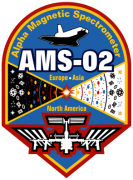 Alpha Magnetic Spectrometer
AMS-02
Europe • Asia
North America